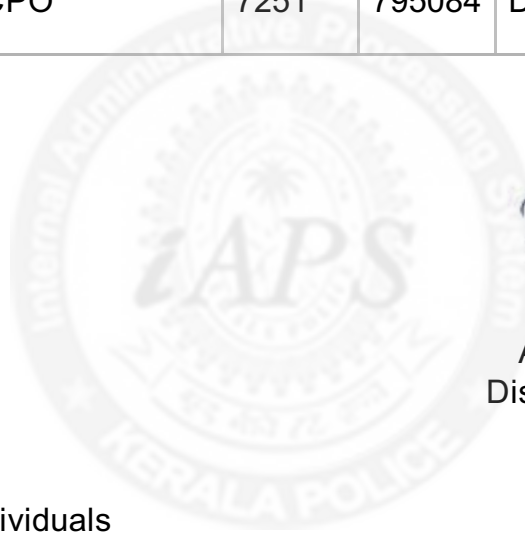 CPO 7251 795084 D
Internal Administrative Processing System
iAPS
KERALA POLICE
A
Dis
ividuals